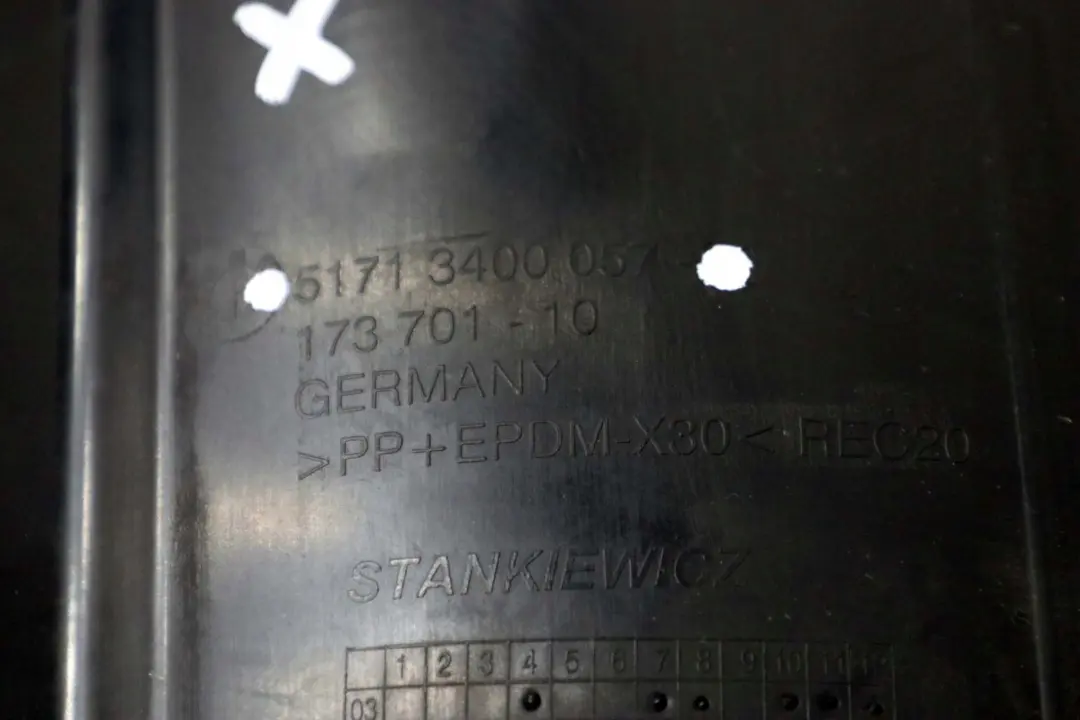 5171 3400 057
173 701 - 10
GERMANY
>PP+EPDM-X30< REC20
STANKIEWICZ
1 2 3 4 5 6 7 8 9 10 11 12
03